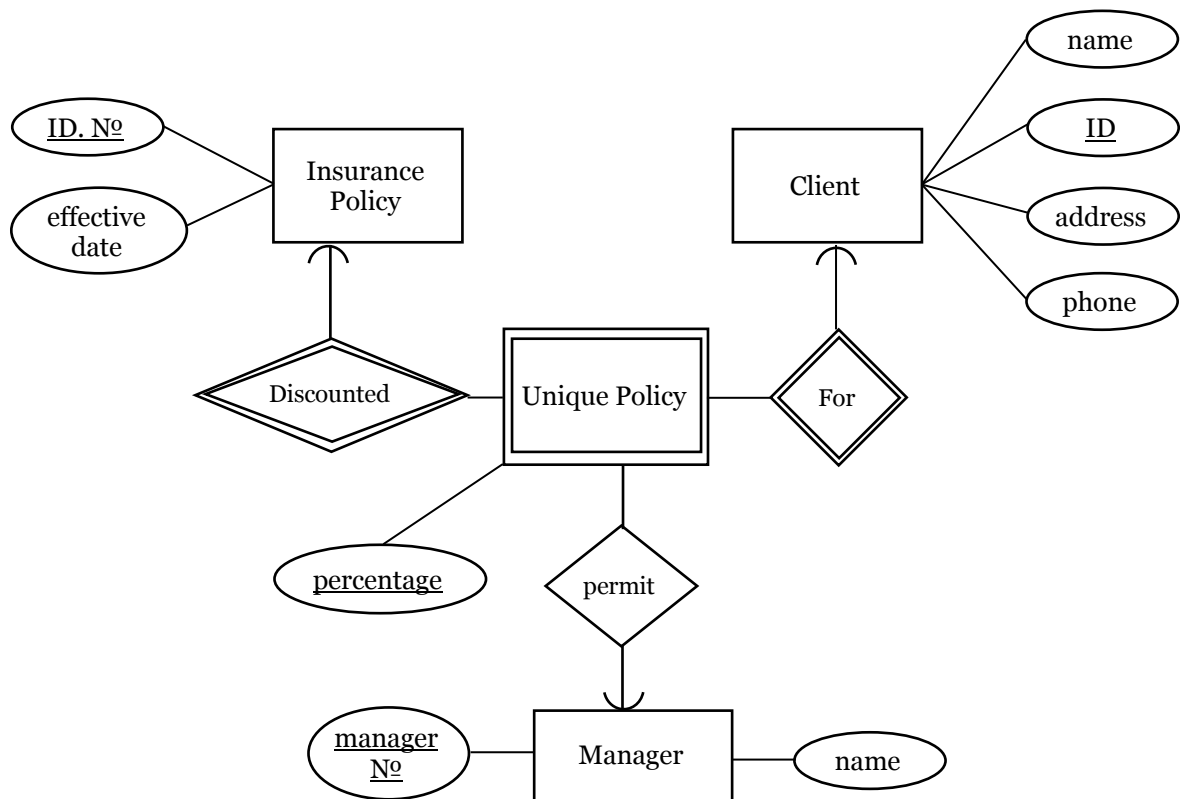 name
ID. Nº
ID
Insurance
Policy
Client
effective
date
address
phone
Discounted
Unique Policy
For
percentage
permit
manager
Nº
Manager
name